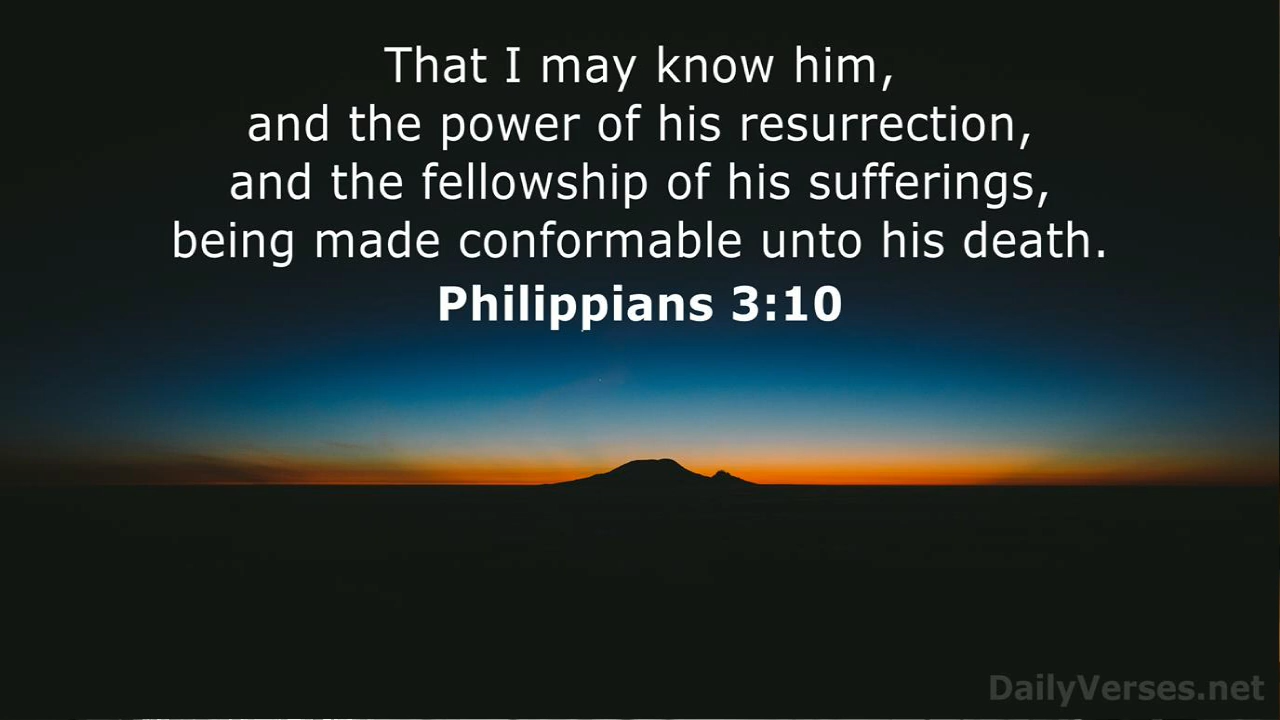 That I may know him,
and the power of his resurrection,
and the fellowship of his sufferings,
being made conformable unto his death.
Philippians 3:10
DailyVerses.net